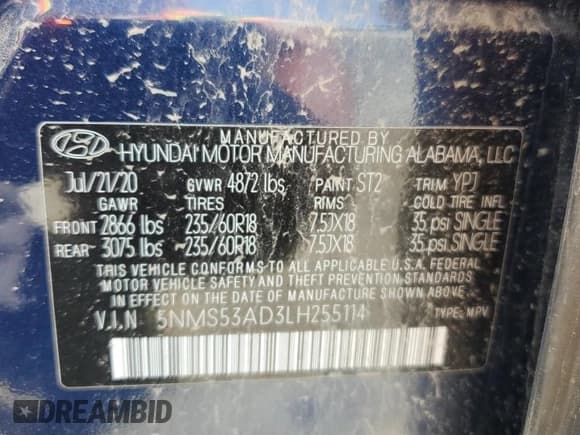 MANUFACTURED BY
HYUNDAI MOTOR MANUFACTURING ALABAMA, LLC
Jul/21/20 GVWR 4872 lbs PAINT ST2 TRIM YPJ
GAWR TIRES RIMS COLD TIRE INFL
FRONT 2866 lbs 235/60R18 7.5JX18 35 psi SINGLE
REAR 3075 lbs 235/60R18 7.5JX18 35 psi SINGLE
THIS VEHICLE CONFORMS TO ALL APPLICABLE U.S.A. FEDERAL
MOTOR VEHICLE SAFETY, BUMPER, AND THEFT PREVENTION STANDARDS
IN EFFECT ON THE DATE OF MANUFACTURE SHOWN ABOVE.
V.I.N 5NMS53AD3LH255114 TYPE: MPV
DREAMBID